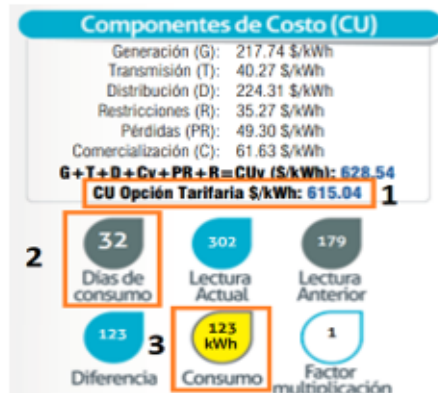 Componentes de Costo (CU)
Generación (G): 217.74 $/kWh
Transmisión (T): 40.27 $/kWh
Distribución (D): 224.31 $/kWh
Restricciones (R): 35.27 $/kWh
Pérdidas (PR): 49.30 $/kWh
Comercialización (C): 61.63 $/kWh
G+T+D+Cv+PR+R=CUv ($/kWh): 628.54
CU Opción Tarifaria $/kWh: 615.04 1
2 32 302 179
Días de Lectura Lectura
consumo Actual Anterior
123 3 123 1
kWh
Diferencia Consumo Factor
multiplicación